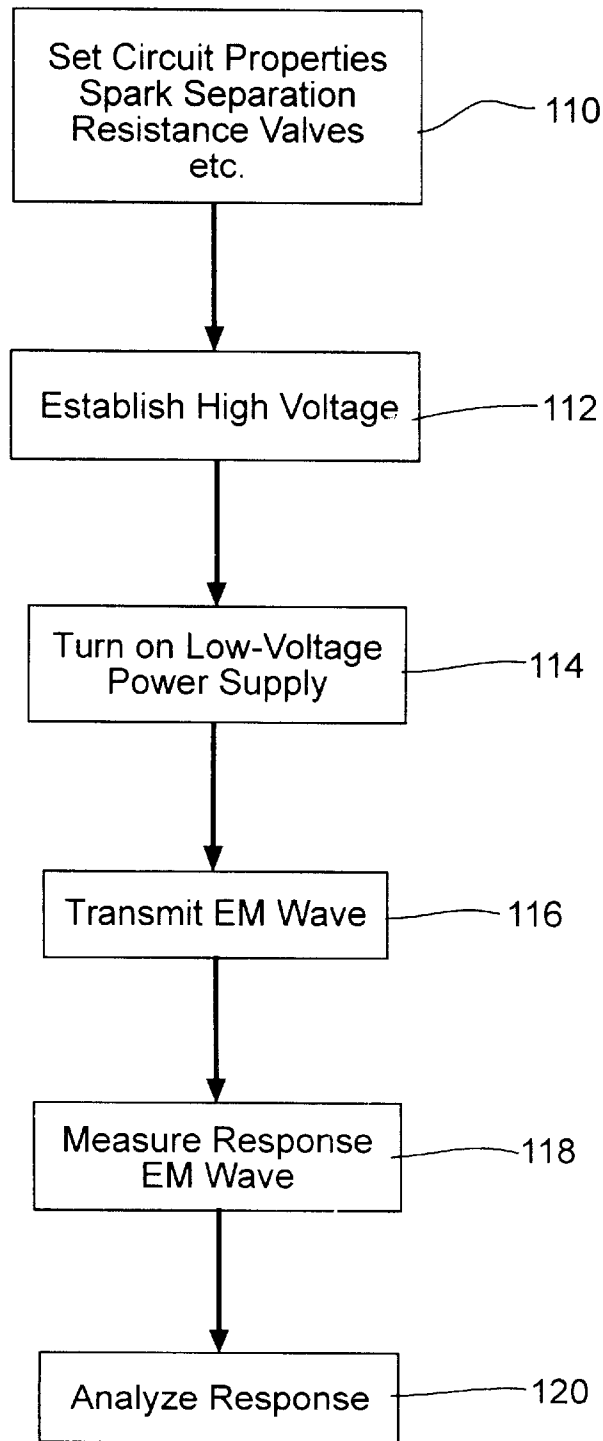 Set Circuit Properties
Spark Separation
Resistance Valves
etc.
110
Establish High Voltage
112
Turn on Low-Voltage
Power Supply
114
Transmit EM Wave
116
Measure Response
EM Wave
118
Analyze Response
120